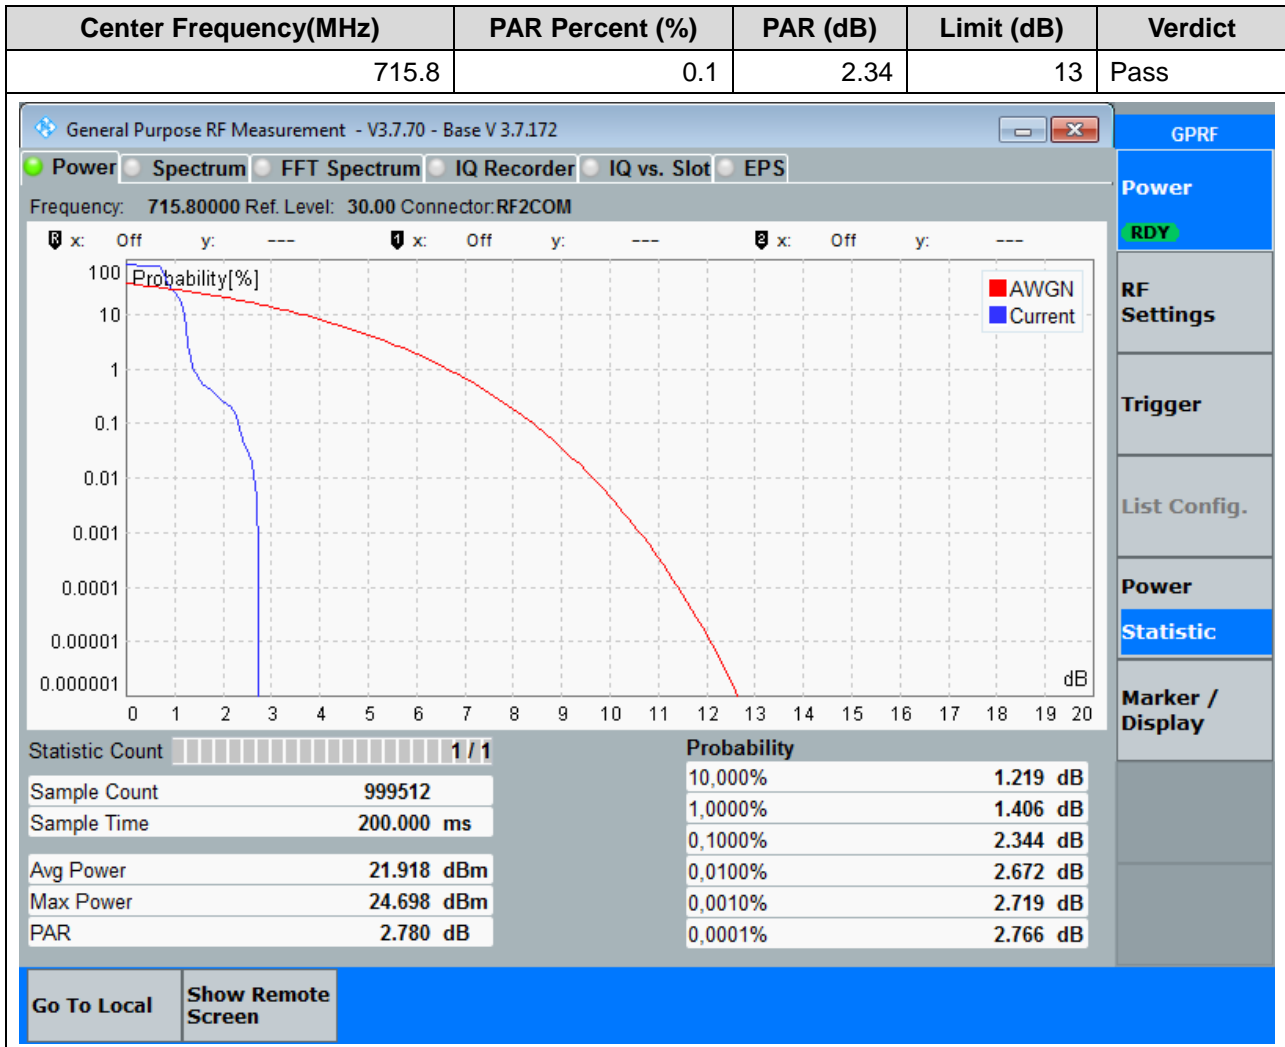 Center Frequency(MHz) PAR Percent (%) PAR (dB) Limit (dB) Verdict
715.8 0.1 2.34 13 Pass
General Purpose RF Measurement - V3.7.70 - Base V 3.7.172
GPRF
Power Spectrum FFT Spectrum IQ Recorder IQ vs. Slot EPS
Frequency: 715.80000 Ref. Level: 30.00 Connector:RF2COM
R x: Off y: --- 1 x: Off y: --- 2 x: Off y: ---
Probability[%]
AWGN
Current
100
10
1
0.1
0.01
0.001
0.0001
0.00001
0.000001
dB
0 1 2 3 4 5 6 7 8 9 10 11 12 13 14 15 16 17 18 19 20
Statistic Count 1 / 1
Sample Count 999512
Sample Time 200.000 ms
Avg Power 21.918 dBm
Max Power 24.698 dBm
PAR 2.780 dB
Probability
10,000% 1.219 dB
1,0000% 1.406 dB
0,1000% 2.344 dB
0,0100% 2.672 dB
0,0010% 2.719 dB
0,0001% 2.766 dB
Power
RDY
RF
Settings
Trigger
List Config.
Power
Statistic
Marker /
Display
Go To Local
Show Remote
Screen